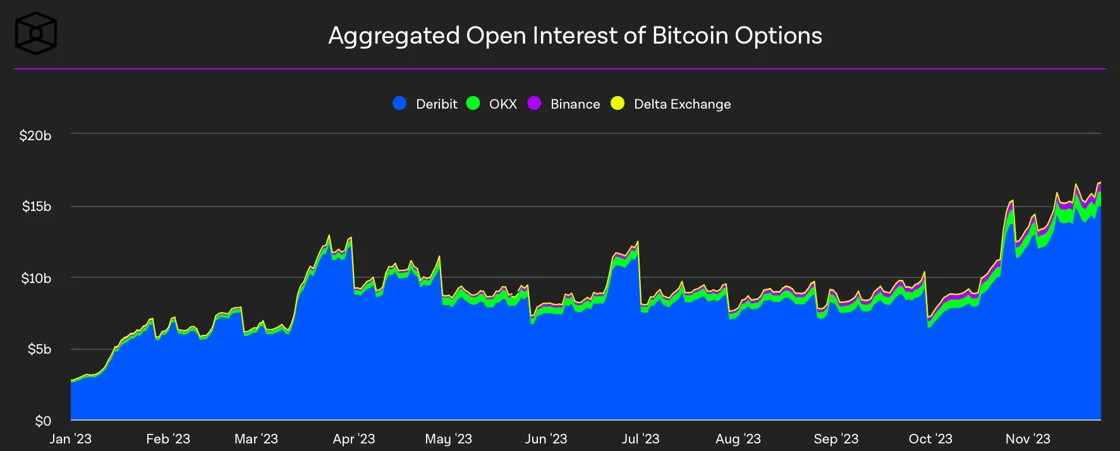 Aggregated Open Interest of Bitcoin Options
Deribit OKX Binance Delta Exchange
$20b
$15b
$10b
$5b
$0
Jan '23 Feb '23 Mar '23 Apr '23 May '23 Jun '23 Jul '23 Aug '23 Sep '23 Oct '23 Nov '23